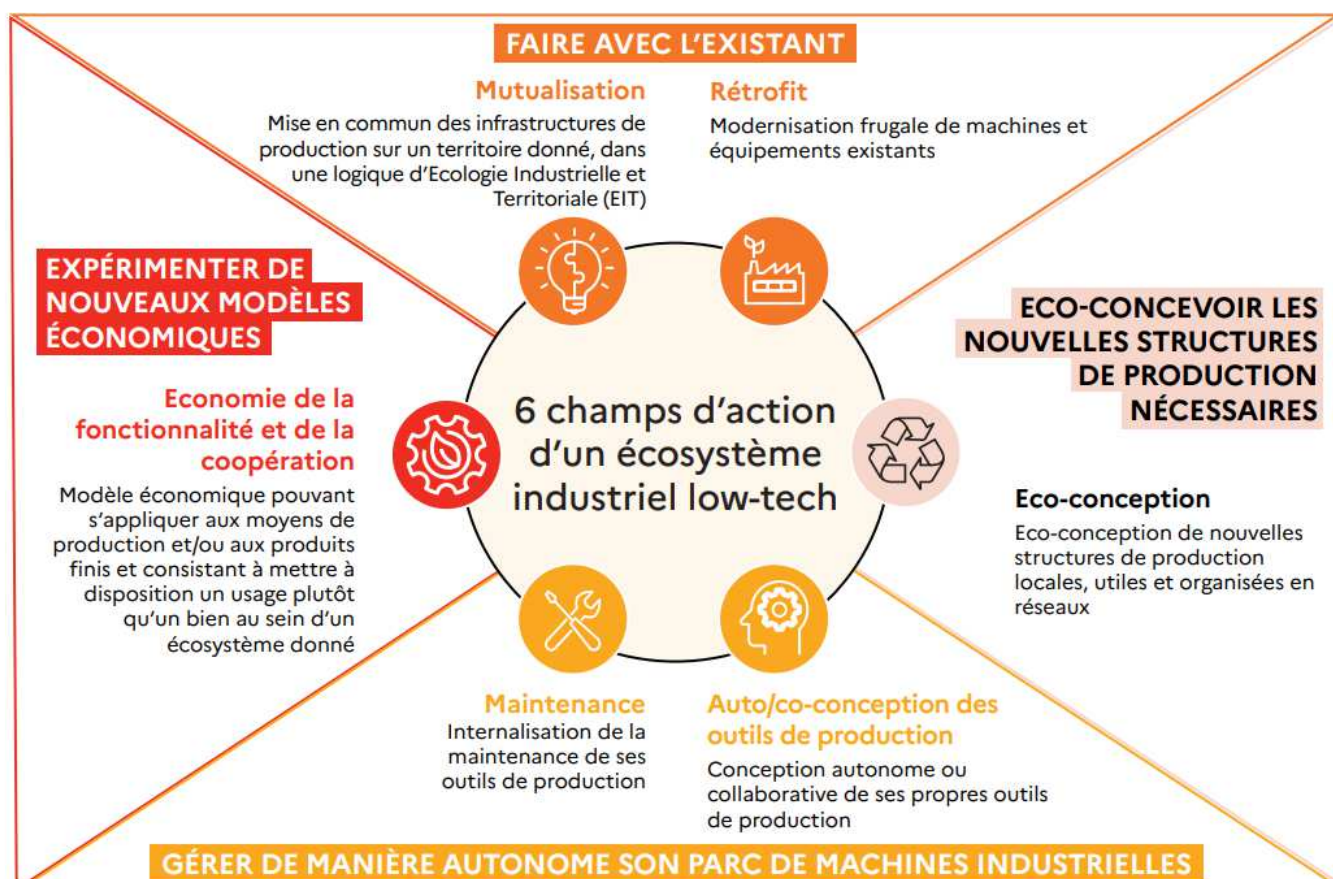 FAIRE AVEC L'EXISTANT
Mutualisation
Mise en commun des infrastructures de
production sur un territoire donné, dans
une logique d'Ecologie Industrielle et
Territoriale (EIT)
Rétrofit
Modernisation frugale de machines et
équipements existants
EXPÉRIMENTER DE
NOUVEAUX MODÈLES
ÉCONOMIQUES
Economie de la
fonctionnalité et de la
coopération
Modèle économique pouvant
s'appliquer aux moyens de
production et/ou aux produits
finis et consistant à mettre à
disposition un usage plutôt
qu'un bien au sein d'un
écosystème donné
6 champs d'action
d'un écosystème
industriel low-tech
ECO-CONCEVOIR LES
NOUVELLES STRUCTURES
DE PRODUCTION
NÉCESSAIRES
Eco-conception
Eco-conception de nouvelles
structures de production
locales, utiles et organisées en
réseaux
Maintenance
Internalisation de la
maintenance de ses
outils de production
Auto/co-conception des
outils de production
Conception autonome ou
collaborative de ses propres outils
de production
GÉRER DE MANIÈRE AUTONOME SON PARC DE MACHINES INDUSTRIELLES